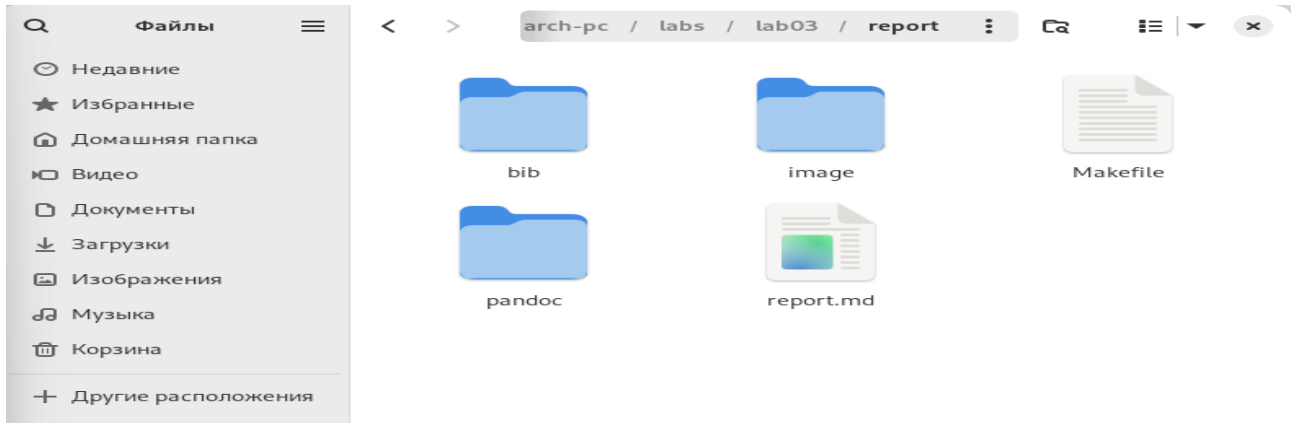 Файлы
arch-pc / labs / lab03 / report
Недавние
Избранные
Домашняя папка
Видео
Документы
Загрузки
Изображения
Музыка
Корзина
Другие расположения
bib
image
Makefile
pandoc
report.md